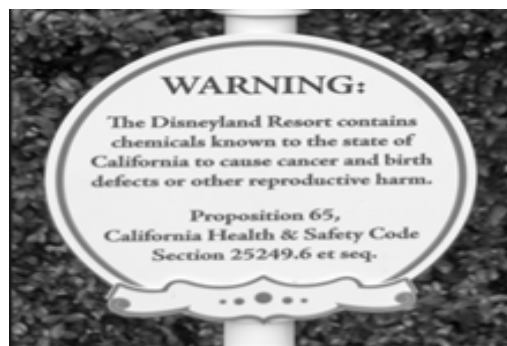 WARNING:
The Disneyland Resort contains
chemicals known to the state of
California to cause cancer and birth
defects or other reproductive harm.
Proposition 65,
California Health & Safety Code
Section 25249.6 et seq.